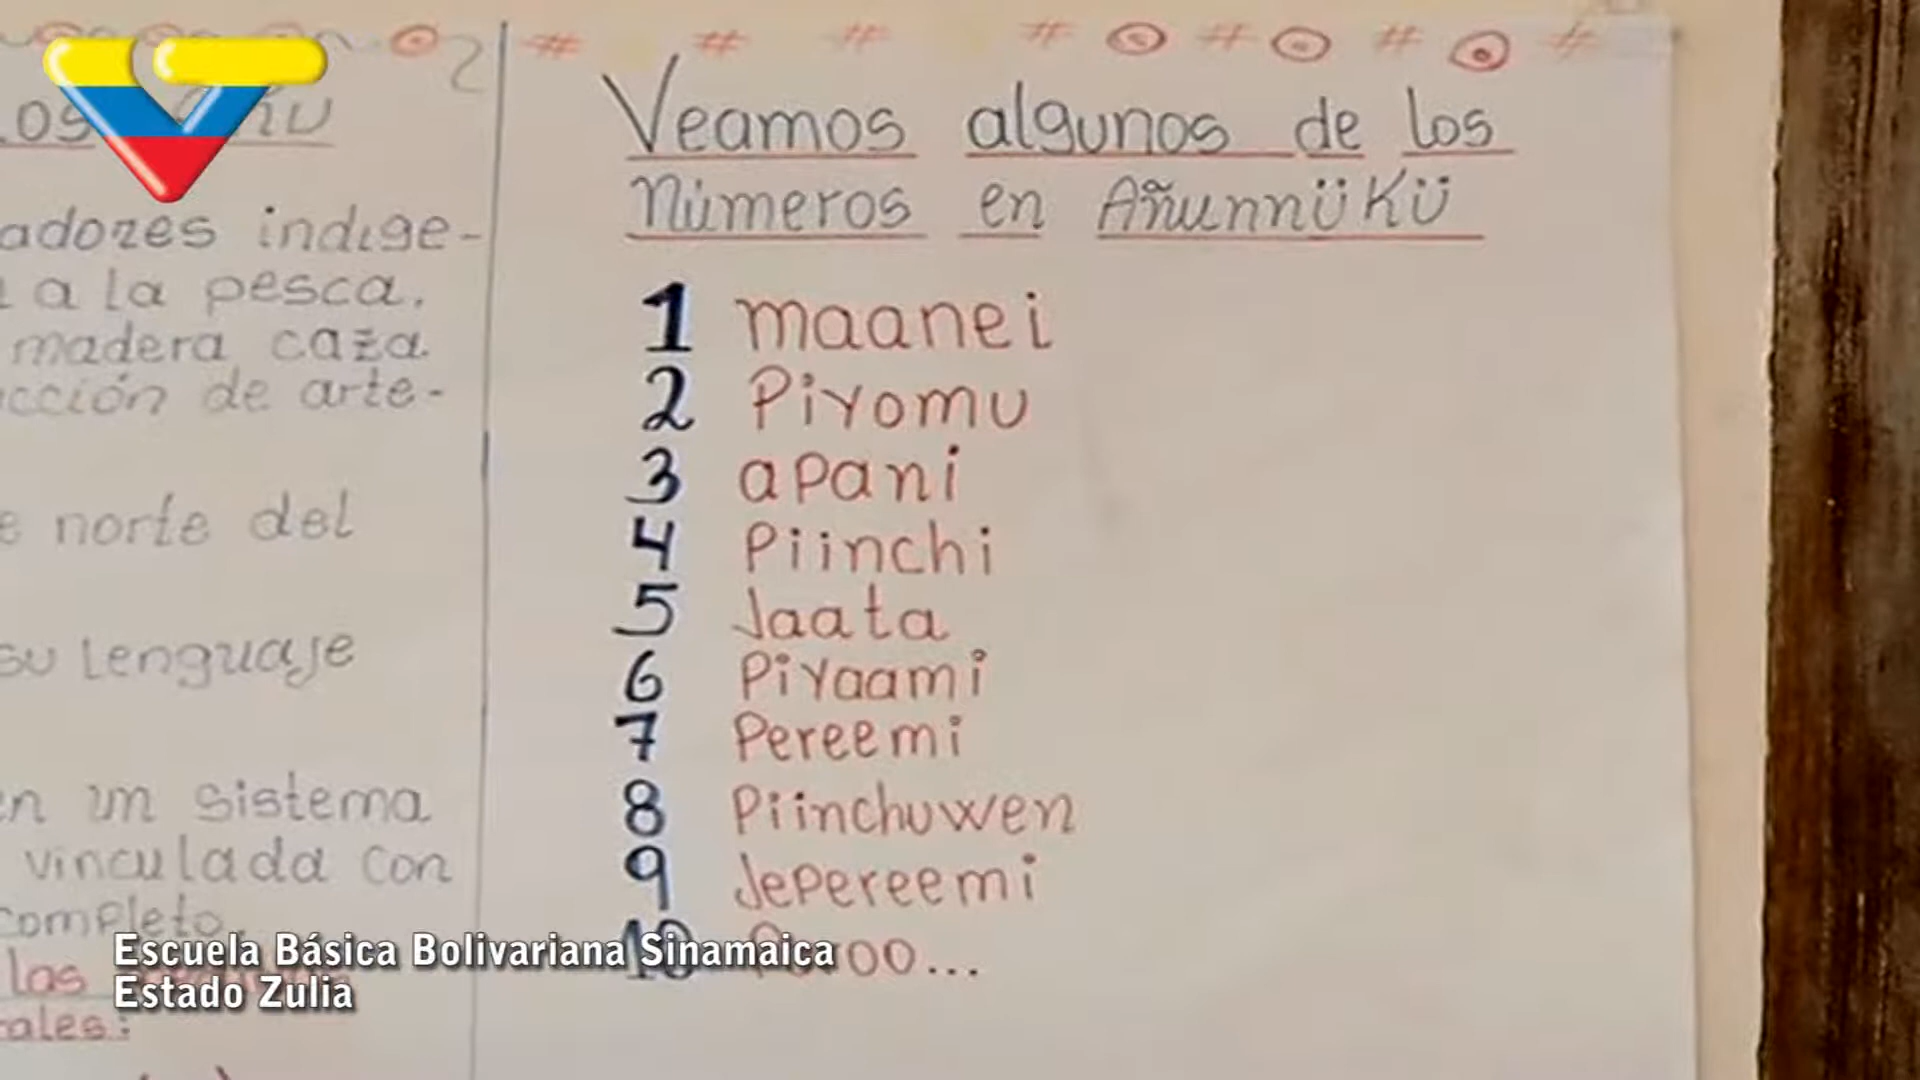 adores indige-
a la pesca.
madera caza
cción de arte-
norte del
su lenguaje
en un sistema
vinculada con
completo.
las
Veamos algunos de los
Números en Añunnükü
1 maanei
2 Piyomu
3 apani
4 Piinchi
5 Jaata
6 Piyaami
7 Pereemi
8 Piinchuwen
9 Jepereemi
10
Escuela Básica Bolivariana Sinamaica
Estado Zulia